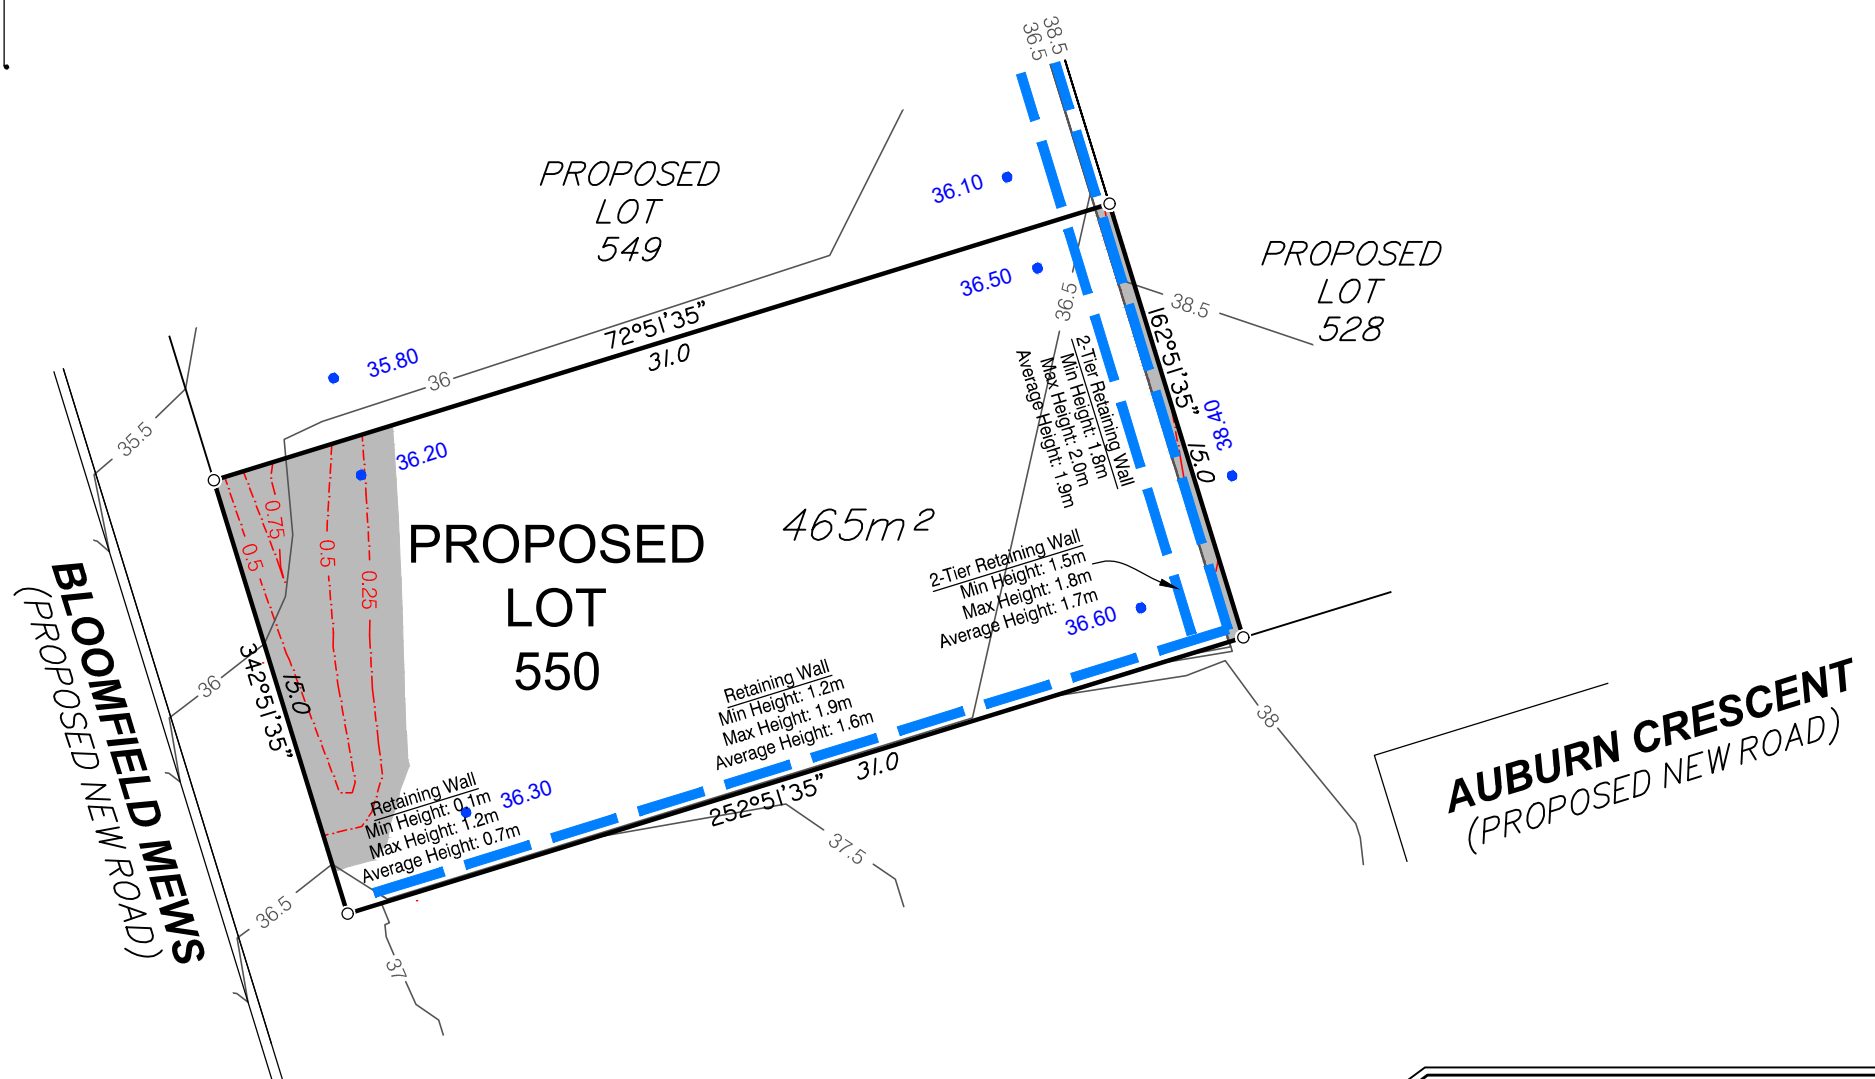 38.5
36.5
PROPOSED
LOT
549
36.10
PROPOSED
LOT
528
36.50
36.5
38.5
72°51'35"
31.0
162°51'35"
15.0
35.80
36
35.5
36.20
38.40
2-Tier Retaining Wall
Min Height: 1.8m
Max Height: 2.0m
Average Height: 1.9m
0.75
0.5
0.5
0.25
PROPOSED
LOT
550
465m²
2-Tier Retaining Wall
Min Height: 1.5m
Max Height: 1.8m
Average Height: 1.7m
36.60
BLOOMFIELD MEWS
(PROPOSED NEW ROAD)
36
342°51'35"
15.0
Retaining Wall
Min Height: 1.2m
Max Height: 1.9m
Average Height: 1.6m
38
AUBURN CRESCENT
(PROPOSED NEW ROAD)
Retaining Wall
Min Height: 0.1m
Max Height: 1.2m
Average Height: 0.7m
36.30
252°51'35"
31.0
37.5
36.5
37